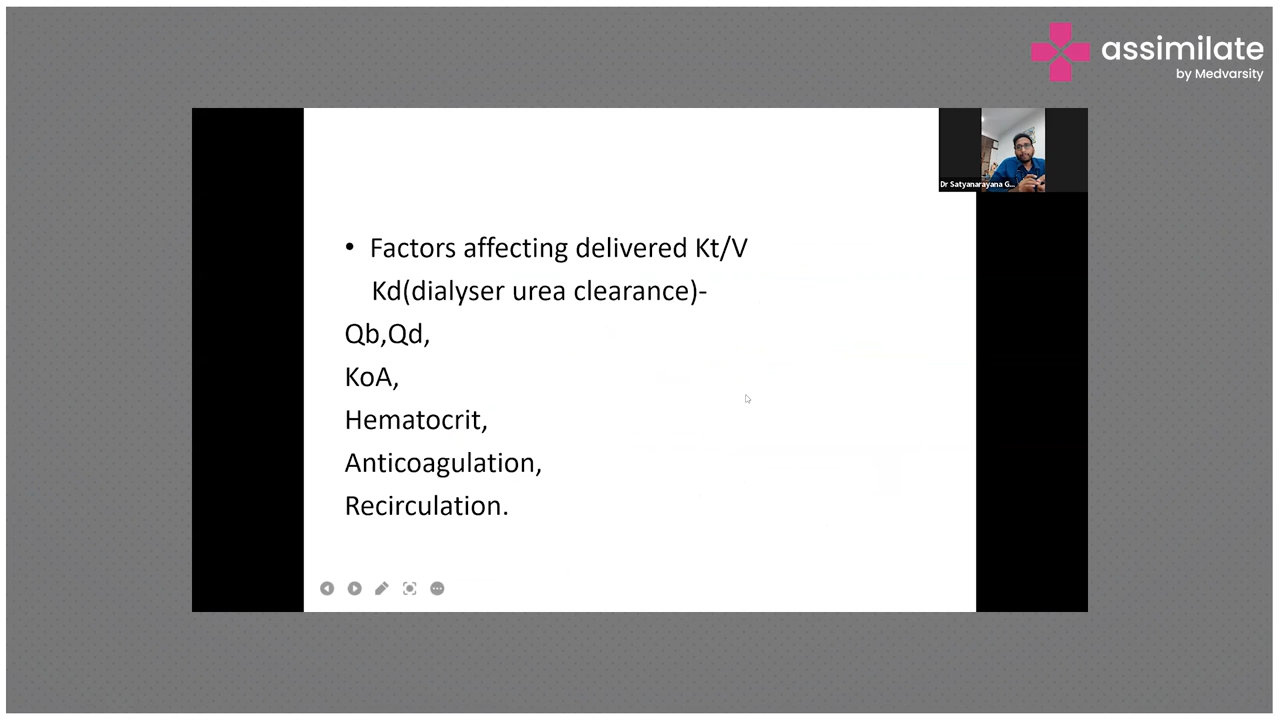 assimilate
by Medvarsity
Dr Satyanarayana G...
• Factors affecting delivered Kt/V
Kd(dialyser urea clearance)-
Qb,Qd,
KoA,
Hematocrit,
Anticoagulation,
Recirculation.